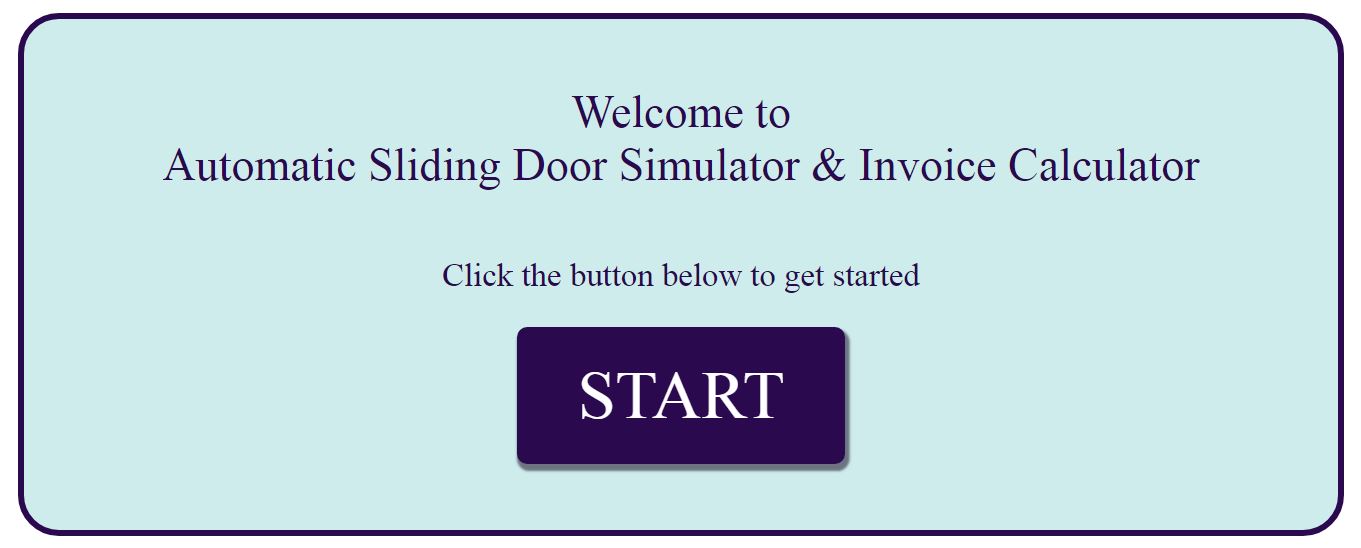 Welcome to
Automatic Sliding Door Simulator & Invoice Calculator
Click the button below to get started
START